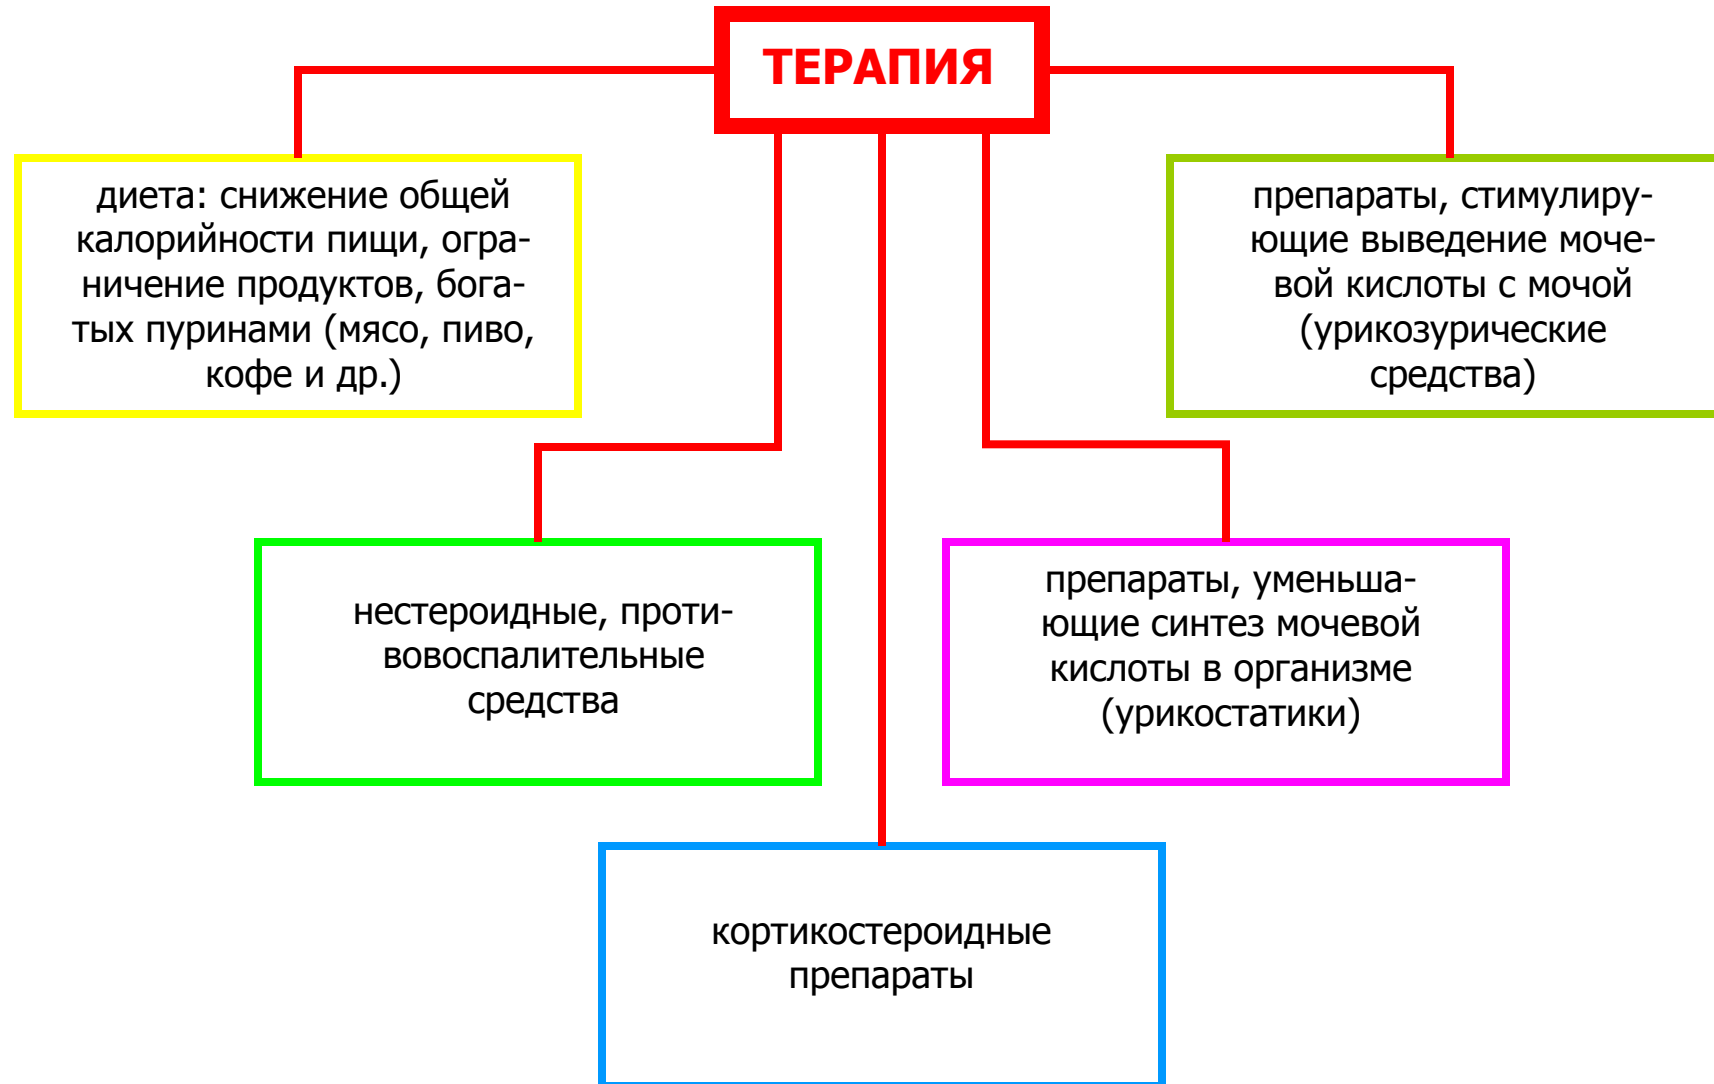 ТЕРАПИЯ
диета: снижение общей
калорийности пищи, огра-
ничение продуктов, бога-
тых пуринами (мясо, пиво,
кофе и др.)
препараты, стимулиру-
ющие выведение моче-
вой кислоты с мочой
(урикозурические
средства)
нестероидные, проти-
вовоспалительные
средства
препараты, уменьша-
ющие синтез мочевой
кислоты в организме
(урикостатики)
кортикостероидные
препараты